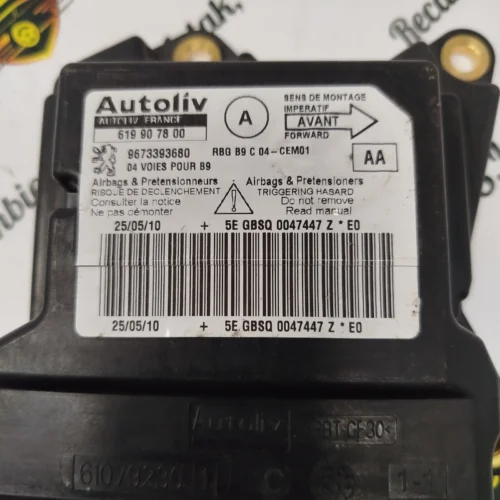 Autoliv
AUTOLIV FRANCE
619 90 78 00
A
SENS DE MONTAGE
IMPERATIF
AVANT
FORWARD
9673393680
04 VOIES POUR B9
RBG B9 C 04-CEM01
AA
Airbags & Pretensionneurs
RISQUE DE DECLENCHEMENT
Consulter la notice
Ne pas démonter
Airbags & Pretensioners
TRIGGERING HASARD
Do not remove
Read manual
25/05/10 + 5E GBSQ 0047447 Z * E0
25/05/10 + 5E GBSQ 0047447 Z * E0
Autoliv
C
1-1